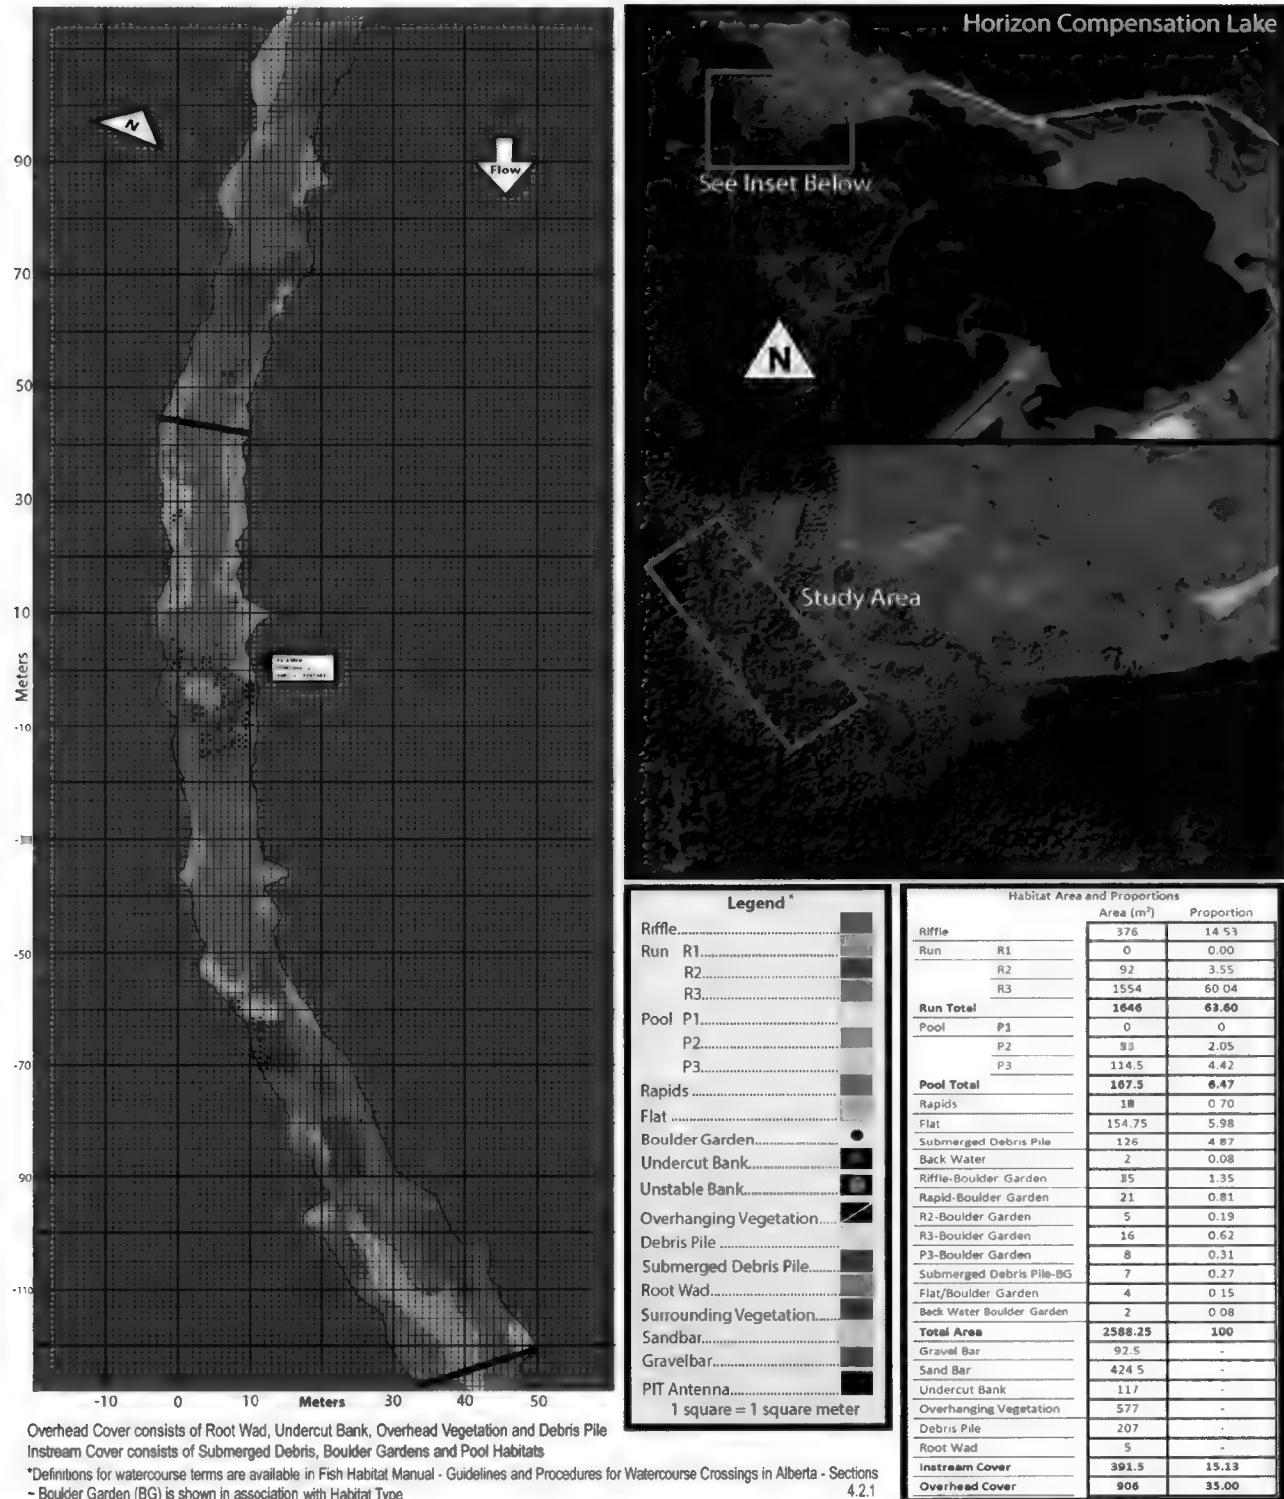 Horizon Compensation Lake
See Inset Below
N
Study Area
N
Flow
90
70
50
30
10
-10
-50
-70
90
-110
Meters
-10 0 10 Meters 30 40 50
Legend *
Riffle
Run R1
R2
R3
Pool P1
P2
P3
Rapids
Flat
Boulder Garden
Undercut Bank
Unstable Bank
Overhanging Vegetation
Debris Pile
Submerged Debris Pile
Root Wad
Surrounding Vegetation
Sandbar
Gravelbar
PIT Antenna
1 square = 1 square meter
Habitat Area and Proportions
Area (m²) Proportion
Riffle 376 14 53
Run R1 0 0.00
R2 92 3.55
R3 1554 60 04
Run Total 1646 63.60
Pool P1 0 0
P2 53 2.05
P3 114.5 4.42
Pool Total 167.5 6.47
Rapids 18 0 70
Flat 154.75 5.98
Submerged Debris Pile 126 4 87
Back Water 2 0.08
Riffle-Boulder Garden 35 1.35
Rapid-Boulder Garden 21 0.81
R2-Boulder Garden 5 0.19
R3-Boulder Garden 16 0.62
P3-Boulder Garden 8 0.31
Submerged Debris Pile-BG 7 0.27
Flat/Boulder Garden 4 0 15
Back Water Boulder Garden 2 0 08
Total Area 2588.25 100
Gravel Bar 92.5 -
Sand Bar 424 5 -
Undercut Bank 117 -
Overhanging Vegetation 577 -
Debris Pile 207 -
Root Wad 5 -
Instream Cover 391.5 15.13
Overhead Cover 906 35.00
Overhead Cover consists of Root Wad, Undercut Bank, Overhead Vegetation and Debris Pile
Instream Cover consists of Submerged Debris, Boulder Gardens and Pool Habitats
*Definitions for watercourse terms are available in Fish Habitat Manual - Guidelines and Procedures for Watercourse Crossings in Alberta - Sections 4.2.1
~ Boulder Garden (BG) is shown in association with Habitat Type